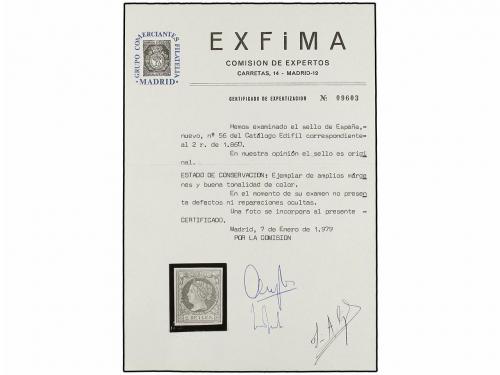 GRUPO COMERCIANTES FILATELIA
MADRID
EXFiMA
COMISION DE EXPERTOS
CARRETAS, 14 - MADRID-12
CERTIFICADO DE EXPERTIZACION Nº 09603
Hemos examinado el sello de España,-
nuevo, nº 56 del Catálogo Edifil correspondiente-
al 2 r. de 1.860.
En nuestra opinión el sello es origi
nal.
ESTADO DE CONSERVACION: Ejemplar de amplios márge
nes y buena tonalidad de color.
En el momento de su examen no presen
ta defectos ni reparaciones ocultas.
Una foto se incorpora al presente -
CERTIFICADO.
Madrid, 7 de Enero de 1.979
POR LA COMISION
2 REALES